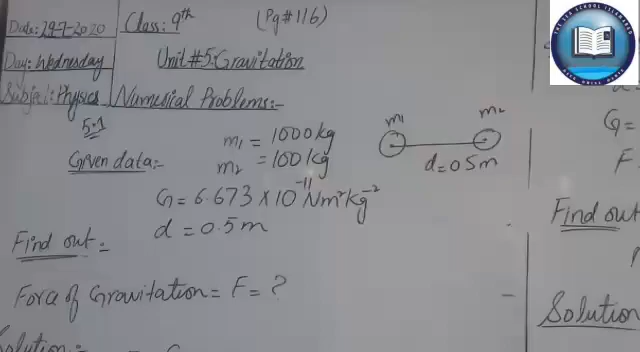 Date: 29-7-2020
Class: 9th
(Pg#116)
Day: Wednesday
Unit#5: Gravitation
Subject: Physics
Numerical Problems:-
5.1
Given data:-
m1 = 1000kg
m2 = 100kg
m1
m2
d=0.5m
G = 6.673 × 10⁻¹¹Nm²kg⁻²
d = 0.5m
Find out:
Force of Gravitation = F = ?
Solution:
G=
F
Find out
Solution